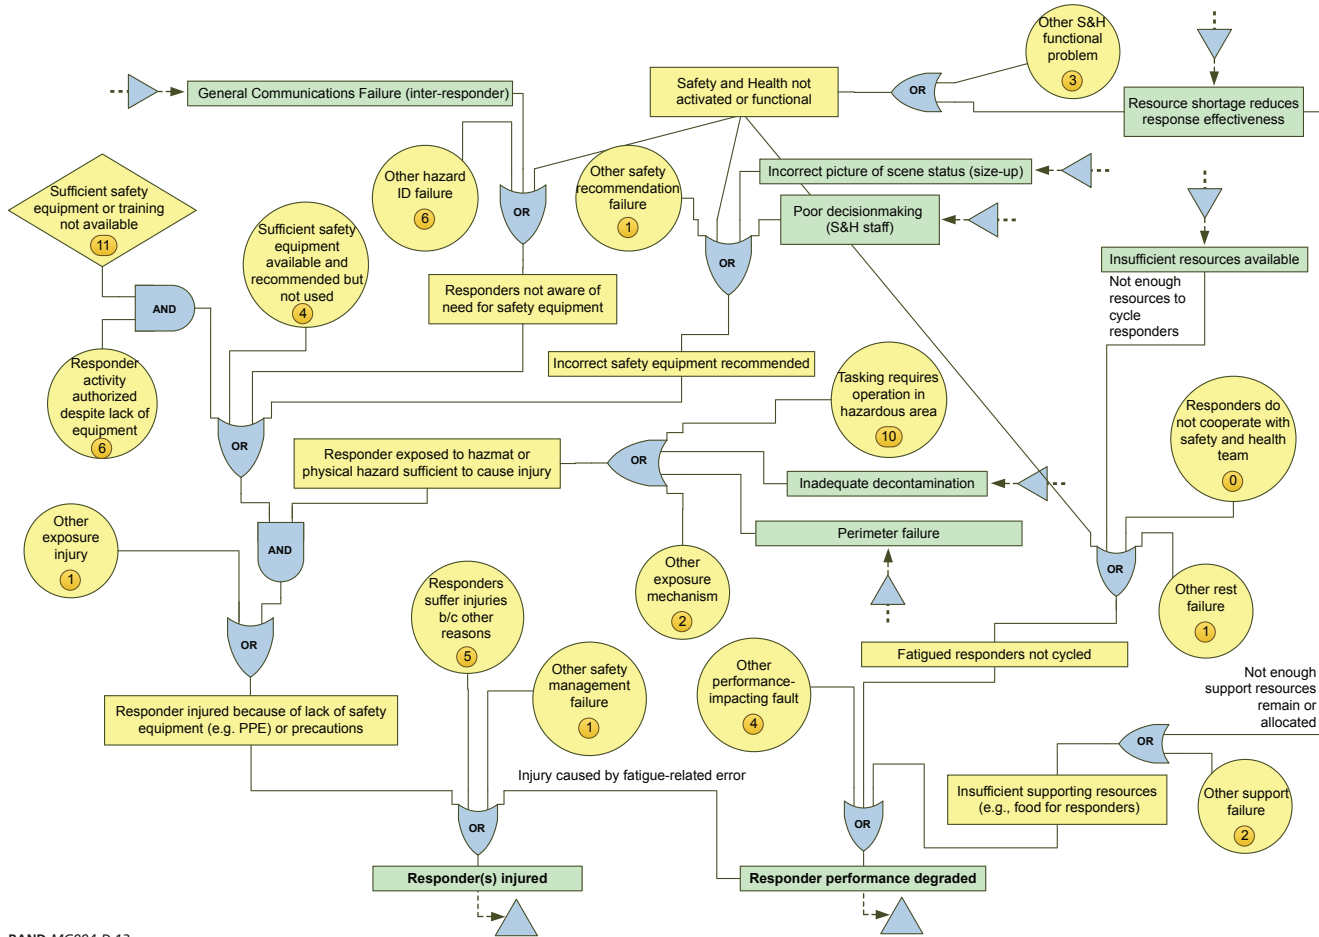 Other S&H
functional
problem
3
General Communications Failure (inter-responder)
Safety and Health not
activated or functional
OR
Resource shortage reduces
response effectiveness
Sufficient safety
equipment or training
not available
11
Other hazard
ID failure
6
OR
Other safety
recommendation
failure
1
Incorrect picture of scene status (size-up)
Poor decisionmaking
(S&H staff)
Sufficient safety
equipment
available and
recommended but
not used
4
OR
Insufficient resources available
Not enough
resources to
cycle
responders
AND
Responders not aware of
need for safety equipment
Responder
activity
authorized
despite lack of
equipment
6
Incorrect safety equipment recommended
Tasking requires
operation in
hazardous area
10
Responders do
not cooperate with
safety and health
team
0
OR
Responder exposed to hazmat or
physical hazard sufficient to cause injury
OR
Inadequate decontamination
Other
exposure
injury
1
AND
Perimeter failure
Other
exposure
mechanism
2
OR
Other rest
failure
1
Responders
suffer injuries
b/c other
reasons
5
OR
Fatigued responders not cycled
Other safety
management
failure
1
Other
performance-
impacting fault
4
Not enough
support resources
remain or
allocated
Responder injured because of lack of safety
equipment (e.g. PPE) or precautions
OR
Injury caused by fatigue-related error
Insufficient supporting resources
(e.g., food for responders)
Other support
failure
2
OR
OR
Responder(s) injured
Responder performance degraded